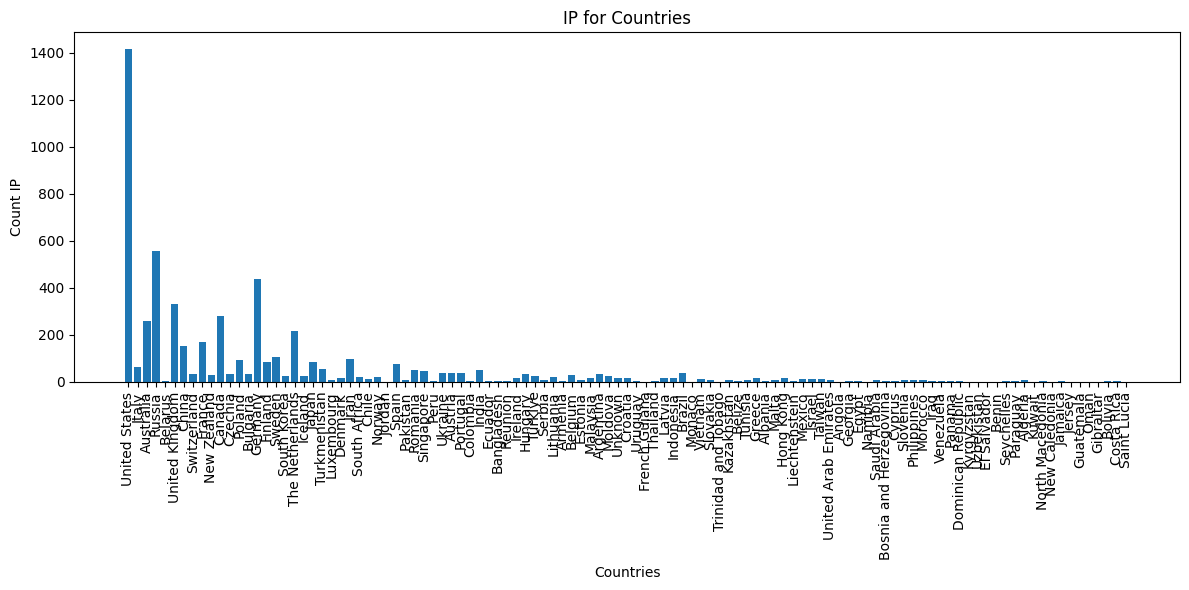 IP for Countries
Count IP
1400
1200
1000
800
600
400
200
0
United States
Italy
Australia
Russia
Belarus
United Kingdom
China
Switzerland
France
New Zealand
Canada
Czechia
Poland
Bulgaria
Germany
Finland
Sweden
South Korea
The Netherlands
Iceland
Japan
Turkmenistan
Luxembourg
Denmark
Iran
South Africa
Chile
Norway
Jordan
Spain
Pakistan
Romania
Singapore
Peru
Ukraine
Austria
Portugal
Colombia
India
Ecuador
Bangladesh
Reunion
Ireland
Hungary
Türkiye
Serbia
Lithuania
Armenia
Belgium
Estonia
Malaysia
Argentina
Moldova
Unknown
Croatia
Uruguay
French Guiana
Thailand
Latvia
Indonesia
Brazil
Monaco
Vietnam
Slovakia
Trinidad and Tobago
Kazakhstan
Belize
Tunisia
Greece
Albania
Malta
Hong Kong
Liechtenstein
Mexico
Israel
Taiwan
United Arab Emirates
Angola
Georgia
Egypt
Namibia
Saudi Arabia
Bosnia and Herzegovina
Cyprus
Slovenia
Philippines
Morocco
Iraq
Venezuela
Panama
Dominican Republic
Kyrgyzstan
Uzbekistan
El Salvador
Benin
Seychelles
Paraguay
Algeria
Kuwait
North Macedonia
New Caledonia
Jamaica
Jersey
Guatemala
Oman
Gibraltar
Bolivia
Costa Rica
Saint Lucia
Countries